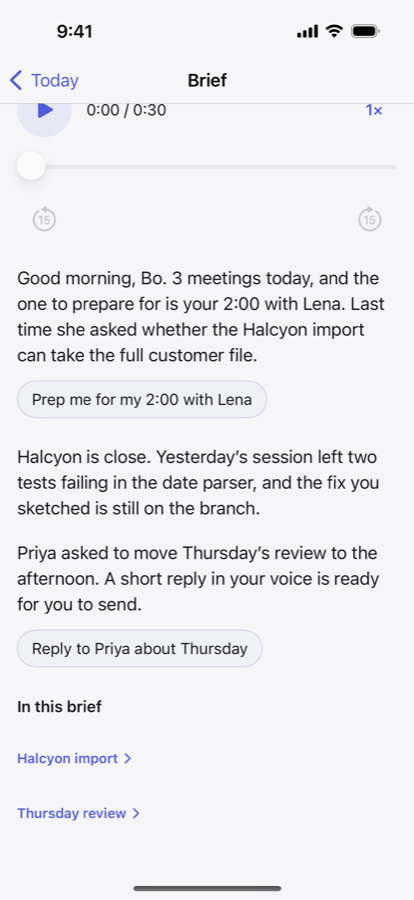 9:41
Today
Brief
0:00 / 0:30
1×
15
15
Good morning, Bo. 3 meetings today, and the
one to prepare for is your 2:00 with Lena. Last
time she asked whether the Halcyon import
can take the full customer file.
Prep me for my 2:00 with Lena
Halcyon is close. Yesterday’s session left two
tests failing in the date parser, and the fix you
sketched is still on the branch.
Priya asked to move Thursday’s review to the
afternoon. A short reply in your voice is ready
for you to send.
Reply to Priya about Thursday
In this brief
Halcyon import
Thursday review